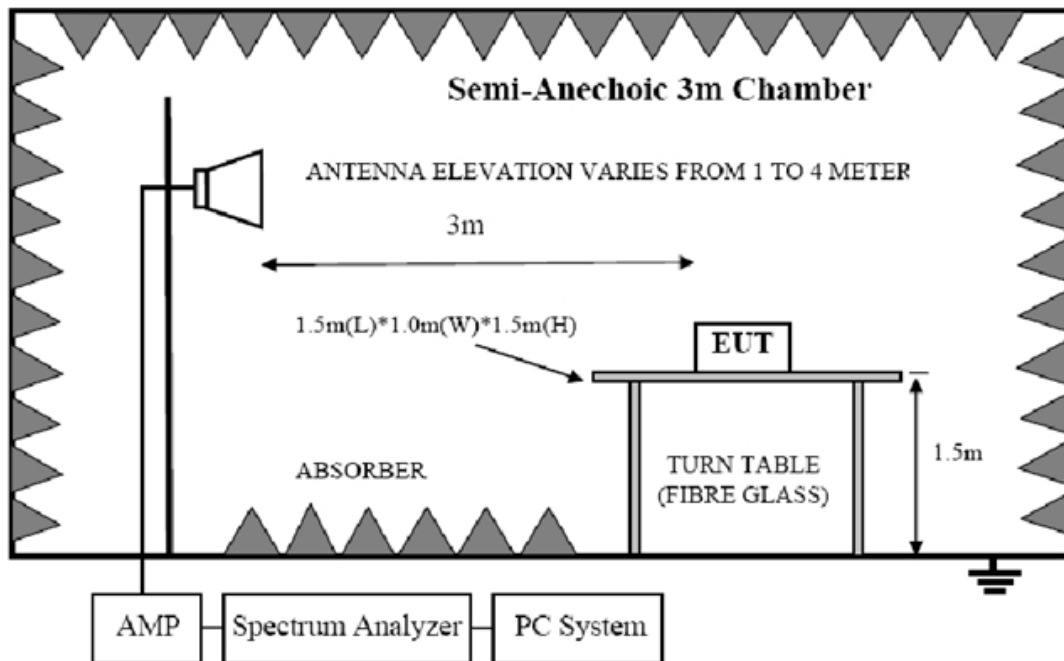 Semi-Anechoic 3m Chamber
ANTENNA ELEVATION VARIES FROM 1 TO 4 METER
3m
1.5m(L)*1.0m(W)*1.5m(H)
EUT
1.5m
ABSORBER
TURN TABLE
(FIBRE GLASS)
AMP
Spectrum Analyzer
PC System